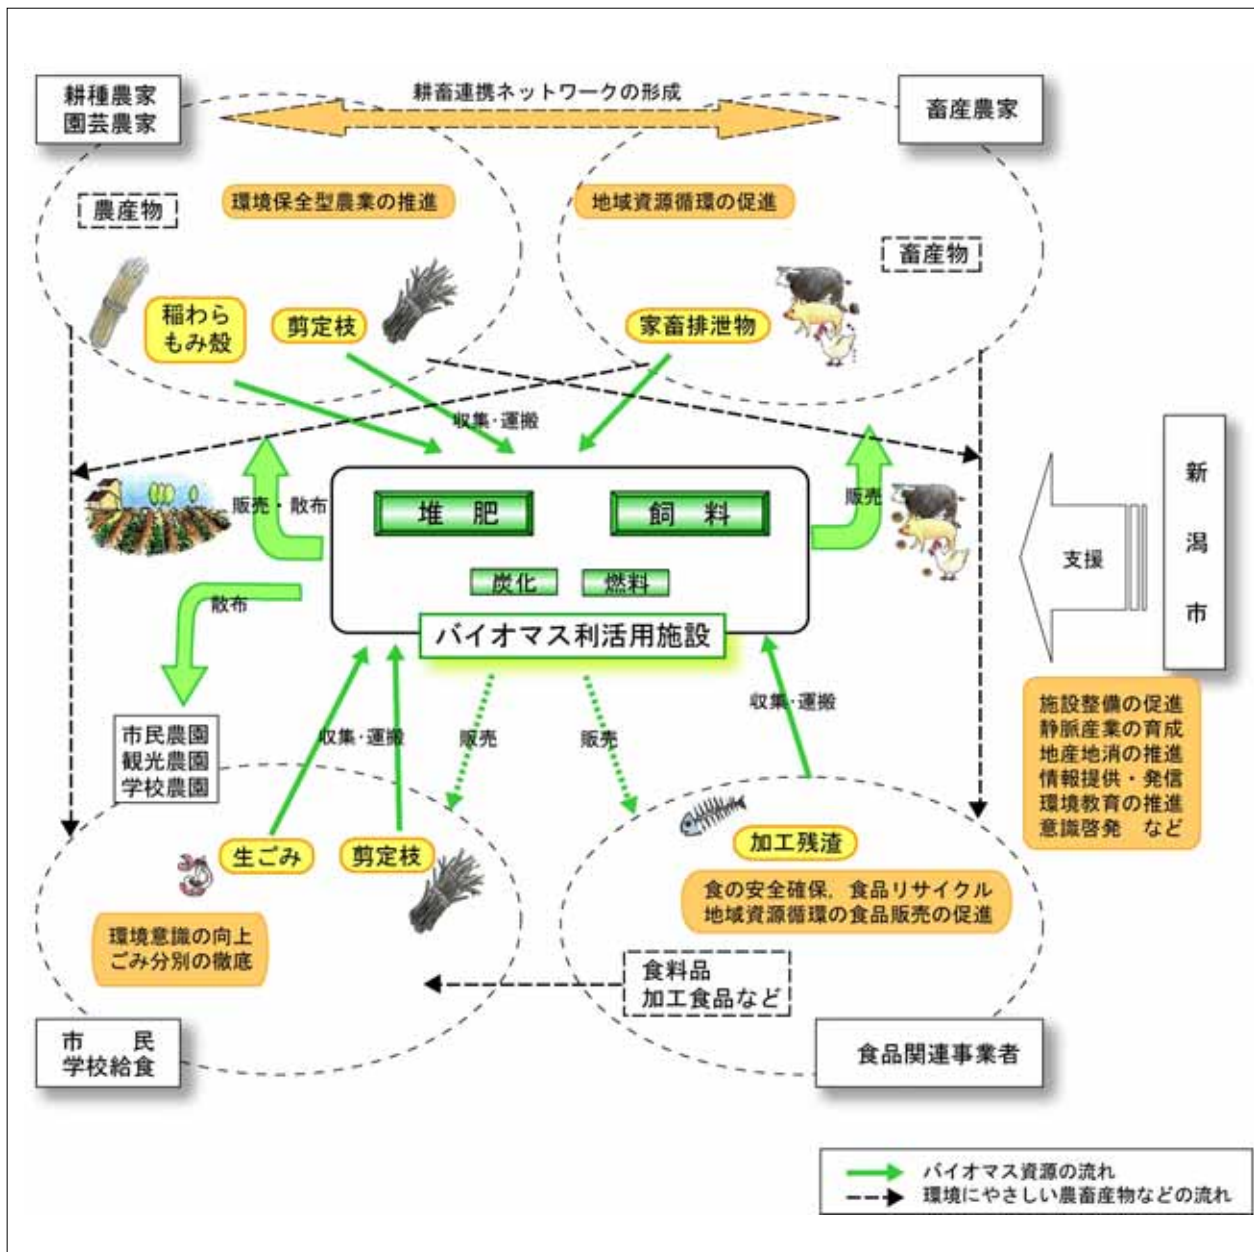 耕種農家
園芸農家
耕畜連携ネットワークの形成
畜産農家
農産物
環境保全型農業の推進
地域資源循環の促進
畜産物
稲わら
もみ殻
剪定枝
家畜排泄物
収集・運搬
販売・散布
堆肥
飼料
販売
炭化
燃料
バイオマス利活用施設
散布
支援
新潟市
施設整備の促進
静脈産業の育成
地産地消の推進
情報提供・発信
環境教育の推進
意識啓発 など
市民農園
観光農園
学校農園
収集・運搬
販売
販売
収集・運搬
生ごみ
剪定枝
加工残渣
環境意識の向上
ごみ分別の徹底
食の安全確保，食品リサイクル
地域資源循環の食品販売の促進
食料品
加工食品など
市民
学校給食
食品関連事業者
バイオマス資源の流れ
環境にやさしい農畜産物などの流れ